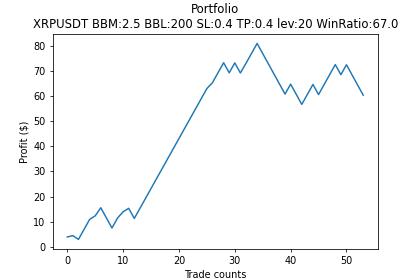 Portfolio
XRPUSDT BBM:2.5 BBL:200 SL:0.4 TP:0.4 lev:20 WinRatio:67.0
80
70
60
50
40
30
20
10
0
Profit ($)
0 10 20 30 40 50
Trade counts